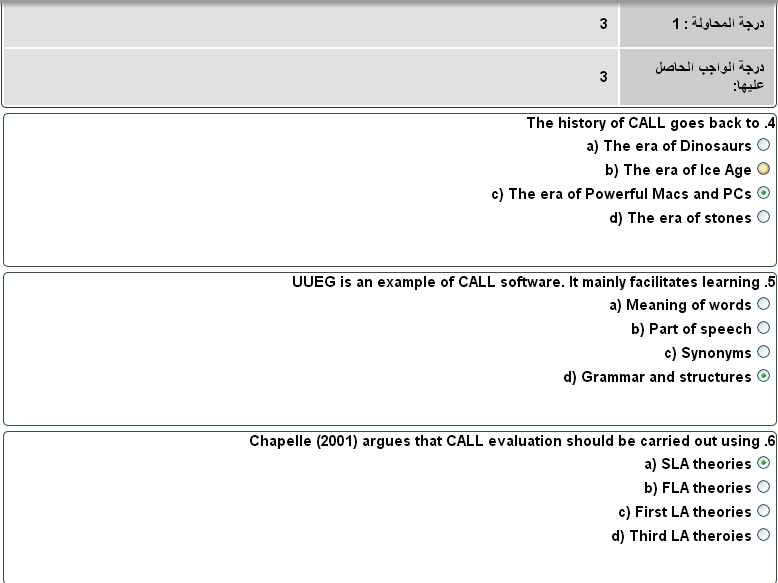 درجة المحاولة : 1
3
درجة الواجب الحاصل
عليها:
3
4. The history of CALL goes back to
a) The era of Dinosaurs
b) The era of Ice Age
c) The era of Powerful Macs and PCs
d) The era of stones
5. UUEG is an example of CALL software. It mainly facilitates learning
a) Meaning of words
b) Part of speech
c) Synonyms
d) Grammar and structures
6. Chapelle (2001) argues that CALL evaluation should be carried out using
a) SLA theories
b) FLA theories
c) First LA theories
d) Third LA theroies